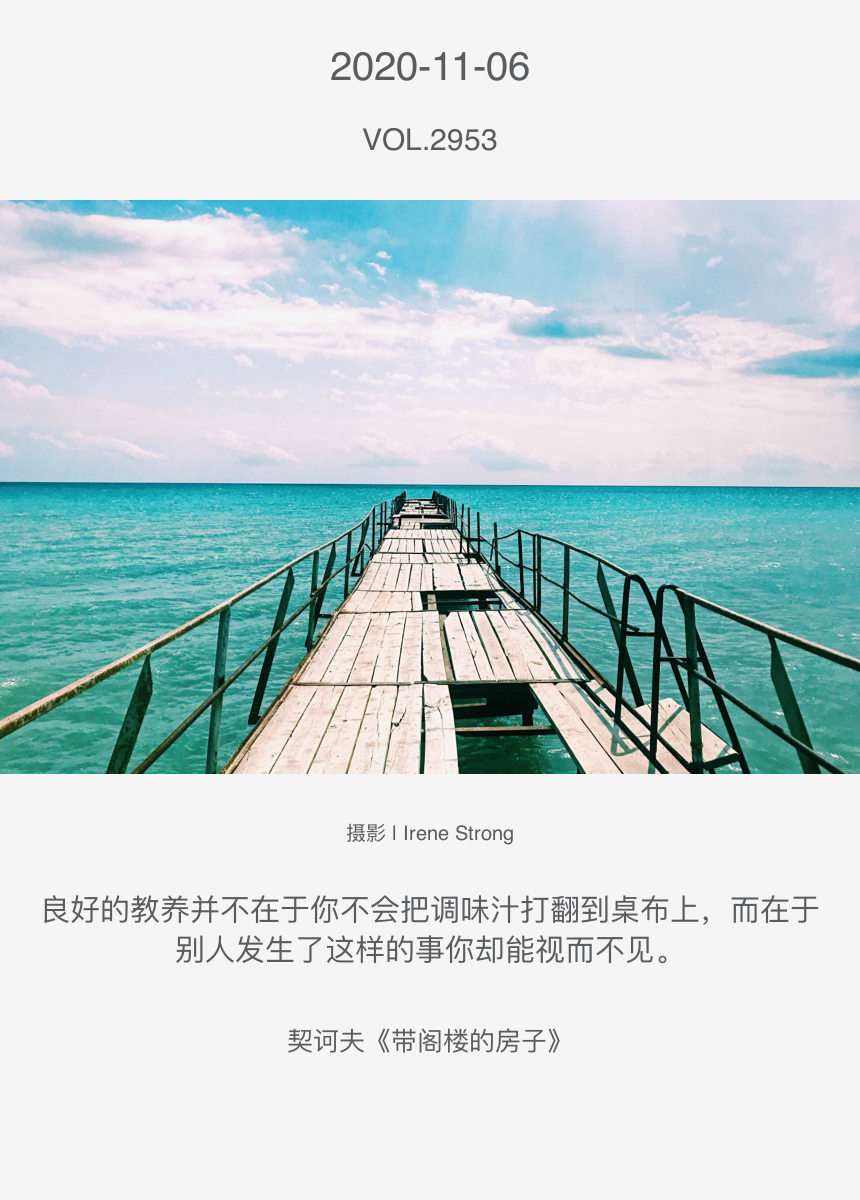 2020-11-06
VOL.2953
摄影 l Irene Strong
良好的教养并不在于你不会把调味汁打翻到桌布上，而在于
别人发生了这样的事你却能视而不见。
契诃夫《带阁楼的房子》